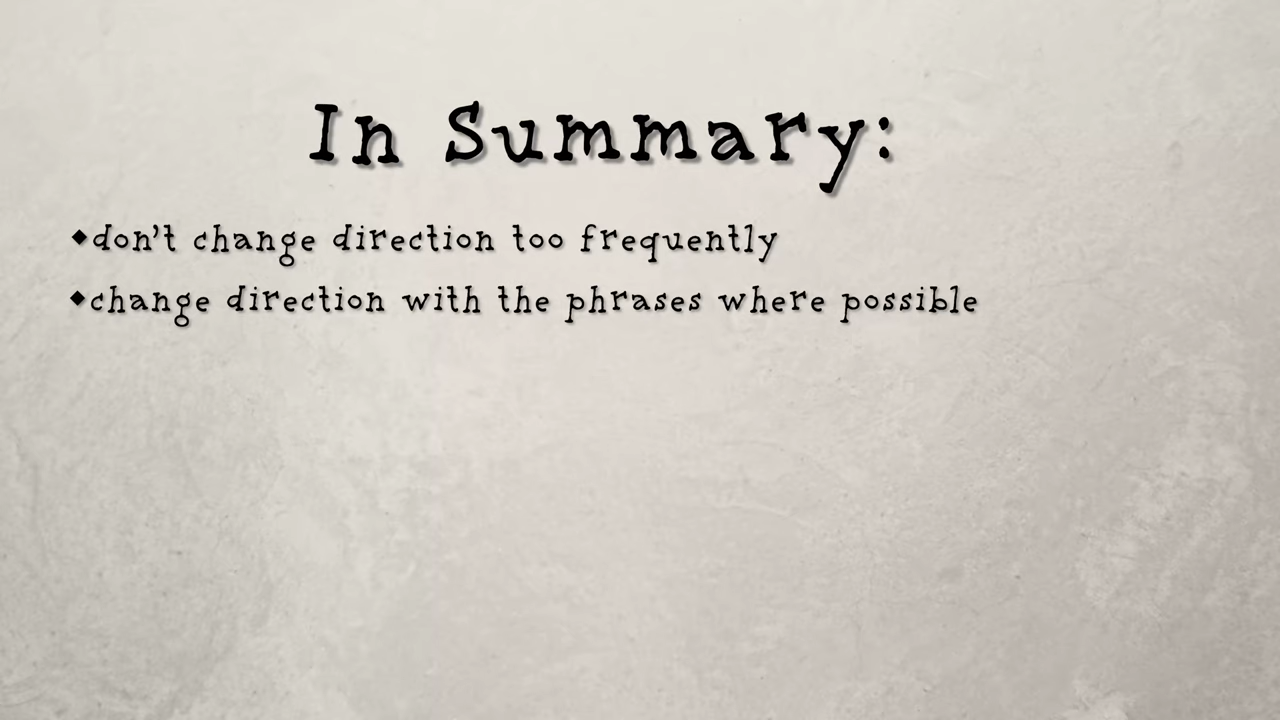 In Summary:
◆don't change direction too frequently
◆change direction with the phrases where possible